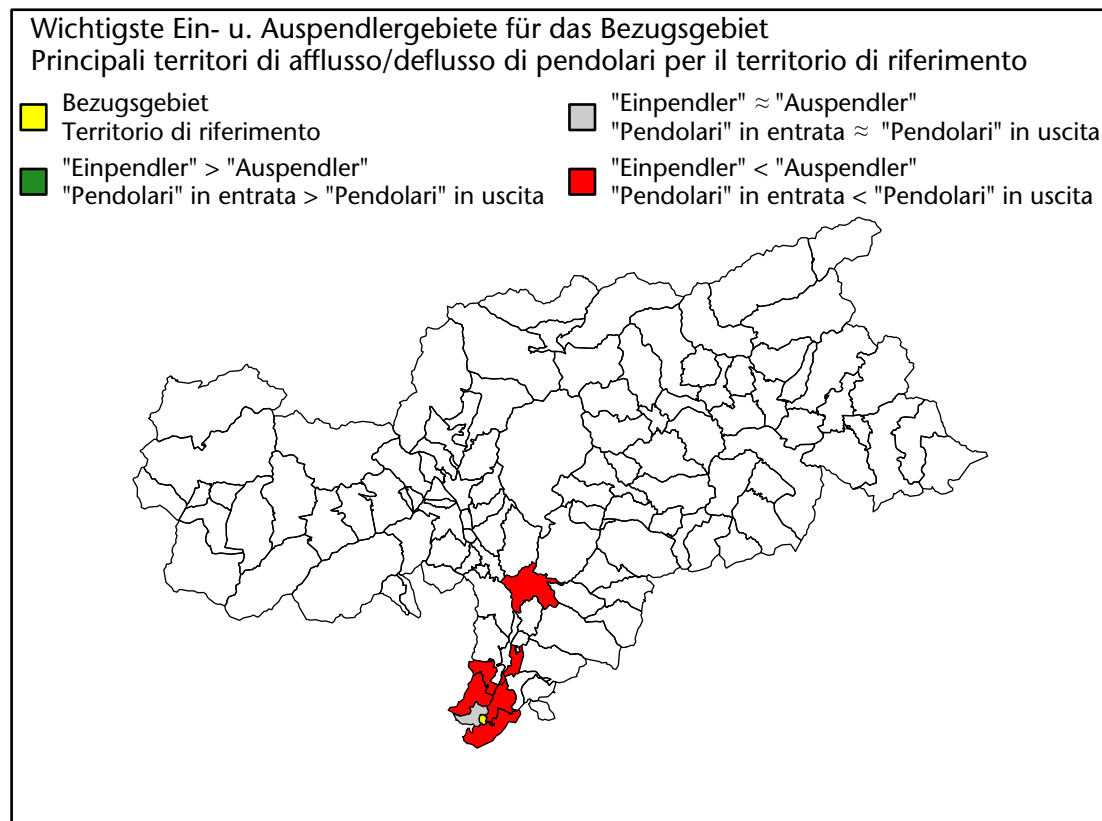 Wichtigste Ein- u. Auspendlergebiete für das Bezugsgebiet
Principali territori di afflusso/deflusso di pendolari per il territorio di riferimento
Bezugsgebiet
Territorio di riferimento
"Einpendler" > "Auspendler"
"Pendolari" in entrata > "Pendolari" in uscita
"Einpendler" ≈ "Auspendler"
"Pendolari" in entrata ≈ "Pendolari" in uscita
"Einpendler" < "Auspendler"
"Pendolari" in entrata < "Pendolari" in uscita